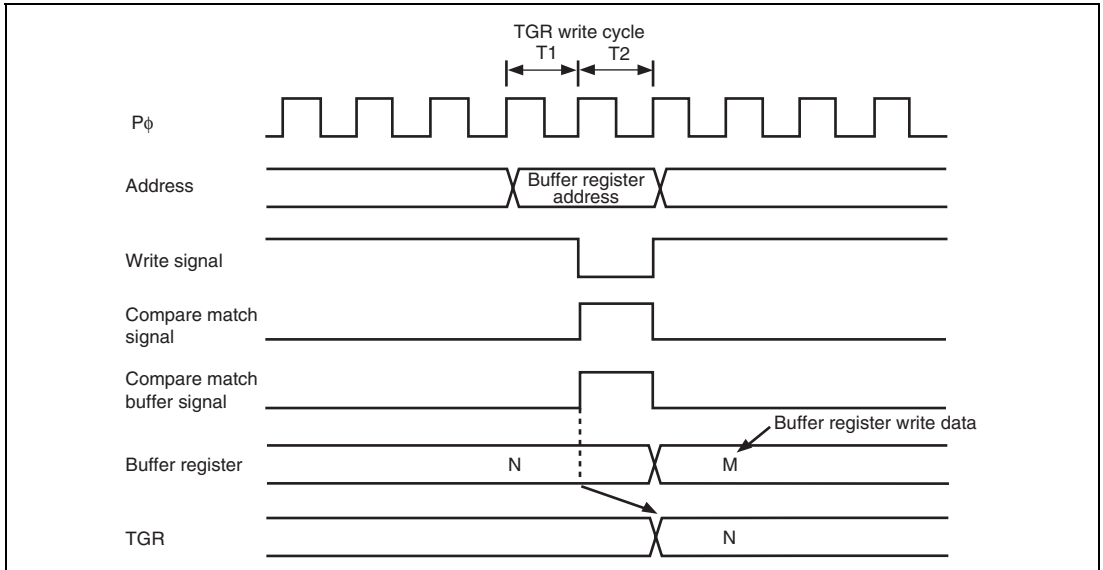 TGR write cycle
T1 T2
Pϕ
Address
Buffer register
address
Write signal
Compare match
signal
Compare match
buffer signal
Buffer register write data
Buffer register
N
M
TGR
N